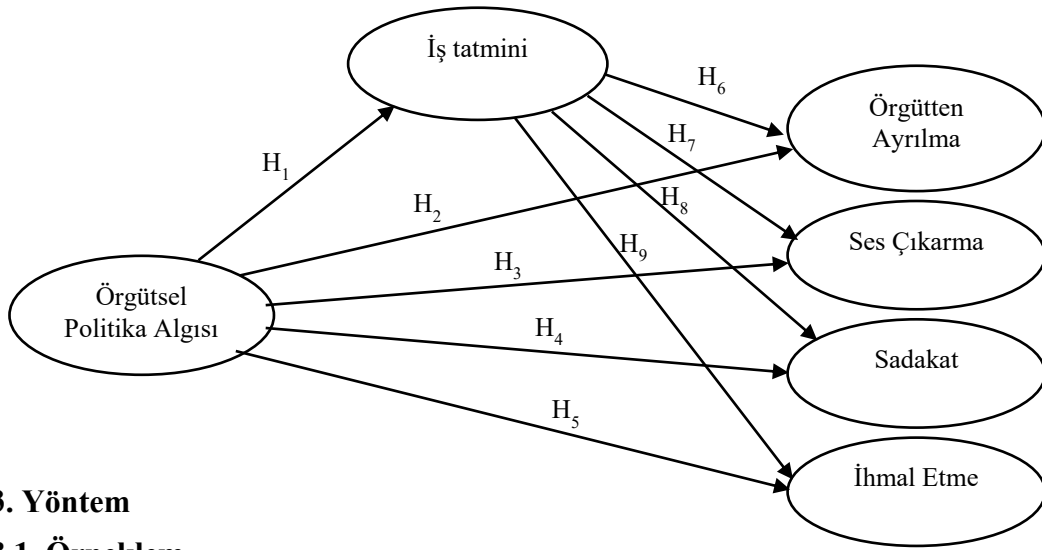 İş tatmini
H6
Örgütten
Ayrılma
H7
H1
H2
H8
Ses Çıkarma
H9
H3
Örgütsel
Politika Algısı
H4
Sadakat
H5
İhmal Etme
3. Yöntem
3.1. Örneklem